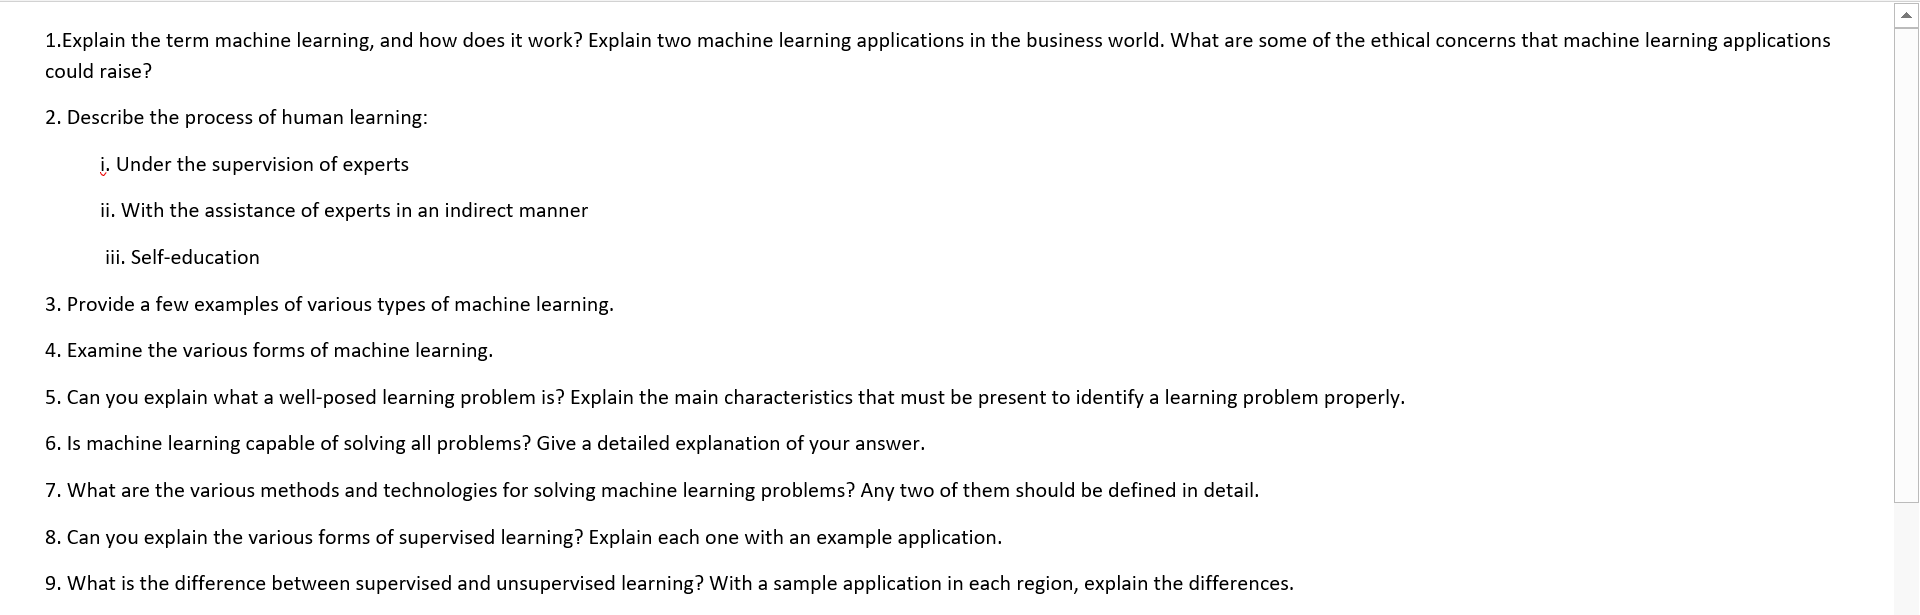 1.Explain the term machine learning, and how does it work? Explain two machine learning applications in the business world. What are some of the ethical concerns that machine learning applications
could raise?
2. Describe the process of human learning:
i. Under the supervision of experts
ii. With the assistance of experts in an indirect manner
iii. Self-education
3. Provide a few examples of various types of machine learning.
4. Examine the various forms of machine learning.
5. Can you explain what a well-posed learning problem is? Explain the main characteristics that must be present to identify a learning problem properly.
6. Is machine learning capable of solving all problems? Give a detailed explanation of your answer.
7. What are the various methods and technologies for solving machine learning problems? Any two of them should be defined in detail.
8. Can you explain the various forms of supervised learning? Explain each one with an example application.
9. What is the difference between supervised and unsupervised learning? With a sample application in each region, explain the differences.